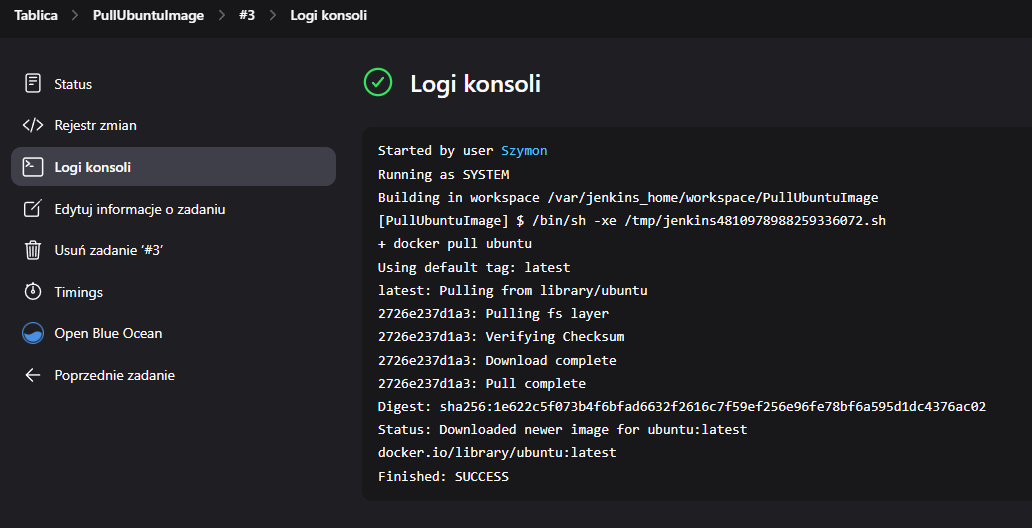 Tablica > PullUbuntuImage > #3 > Logi konsoli
Status
Rejestr zmian
Logi konsoli
Edytuj informacje o zadaniu
Usuń zadanie '#3'
Timings
Open Blue Ocean
Poprzednie zadanie
Logi konsoli
Started by user Szymon
Running as SYSTEM
Building in workspace /var/jenkins_home/workspace/PullUbuntuImage
[PullUbuntuImage] $ /bin/sh -xe /tmp/jenkins4810978988259336072.sh
+ docker pull ubuntu
Using default tag: latest
latest: Pulling from library/ubuntu
2726e237d1a3: Pulling fs layer
2726e237d1a3: Verifying Checksum
2726e237d1a3: Download complete
2726e237d1a3: Pull complete
Digest: sha256:1e622c5f073b4f6bfad6632f2616c7f59ef256e96fe78bf6a595d1dc4376ac02
Status: Downloaded newer image for ubuntu:latest
docker.io/library/ubuntu:latest
Finished: SUCCESS